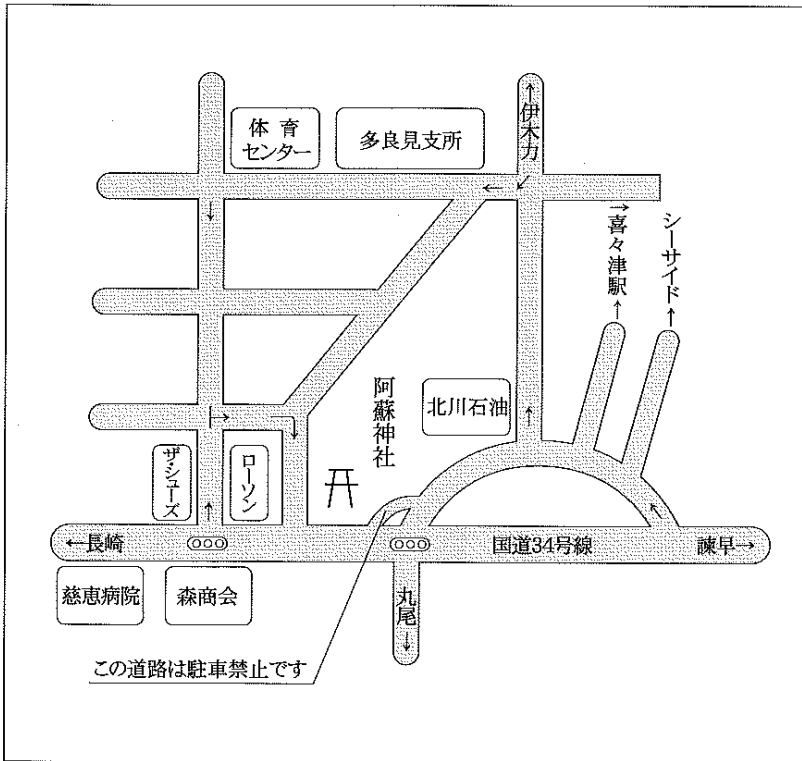 体育
センター
多良見支所
↑伊木力
→喜々津駅→
シーサイド→
阿蘇神社
北川石油
ザ・シューズ
ローソン
←長崎
国道34号線
諫早→
慈恵病院
森商会
丸尾→
この道路は駐車禁止です